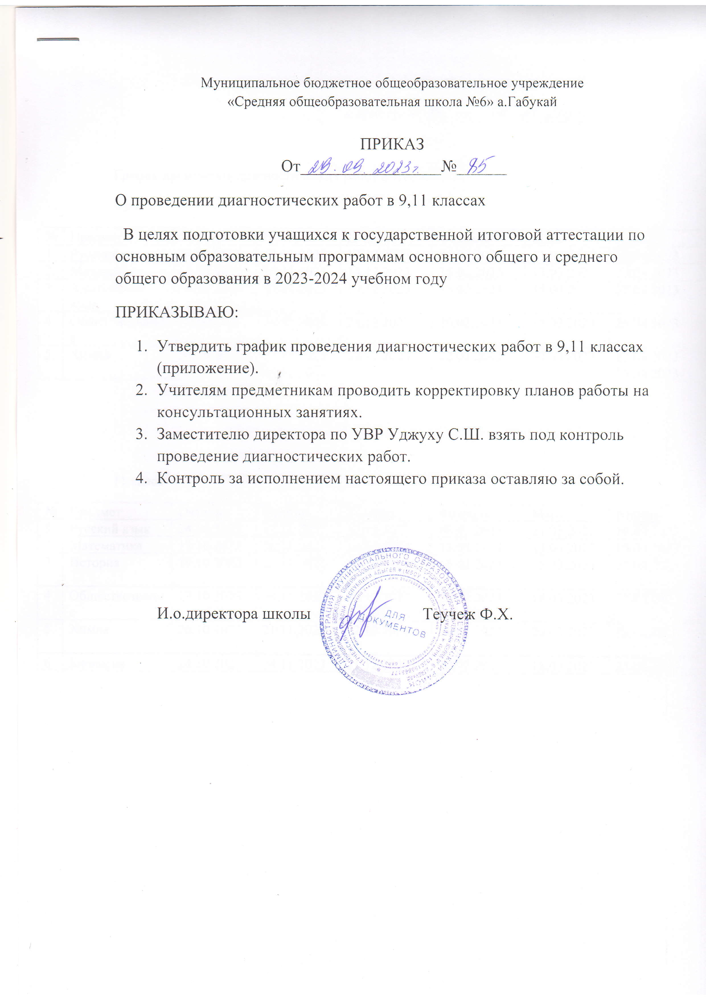 Муниципальное бюджетное общеобразовательное учреждение
«Средняя общеобразовательная школа №6» а.Габукай
ПРИКАЗ
От 29.09.2023г. № 85
О проведении диагностических работ в 9,11 классах
В целях подготовки учащихся к государственной итоговой аттестации по
основным образовательным программам основного общего и среднего
общего образования в 2023-2024 учебном году
ПРИКАЗЫВАЮ:
1. Утвердить график проведения диагностических работ в 9,11 классах
(приложение).
2. Учителям предметникам проводить корректировку планов работы на
консультационных занятиях.
3. Заместителю директора по УВР Уджуху С.Ш. взять под контроль
проведение диагностических работ.
4. Контроль за исполнением настоящего приказа оставляю за собой.
И.о.директора школы Теучеж Ф.Х.
ДЛЯ
ДОКУМЕНТОВ
АДМИНИСТРАЦИЯ МУНИЦИПАЛЬНОГО ОБРАЗОВАНИЯ